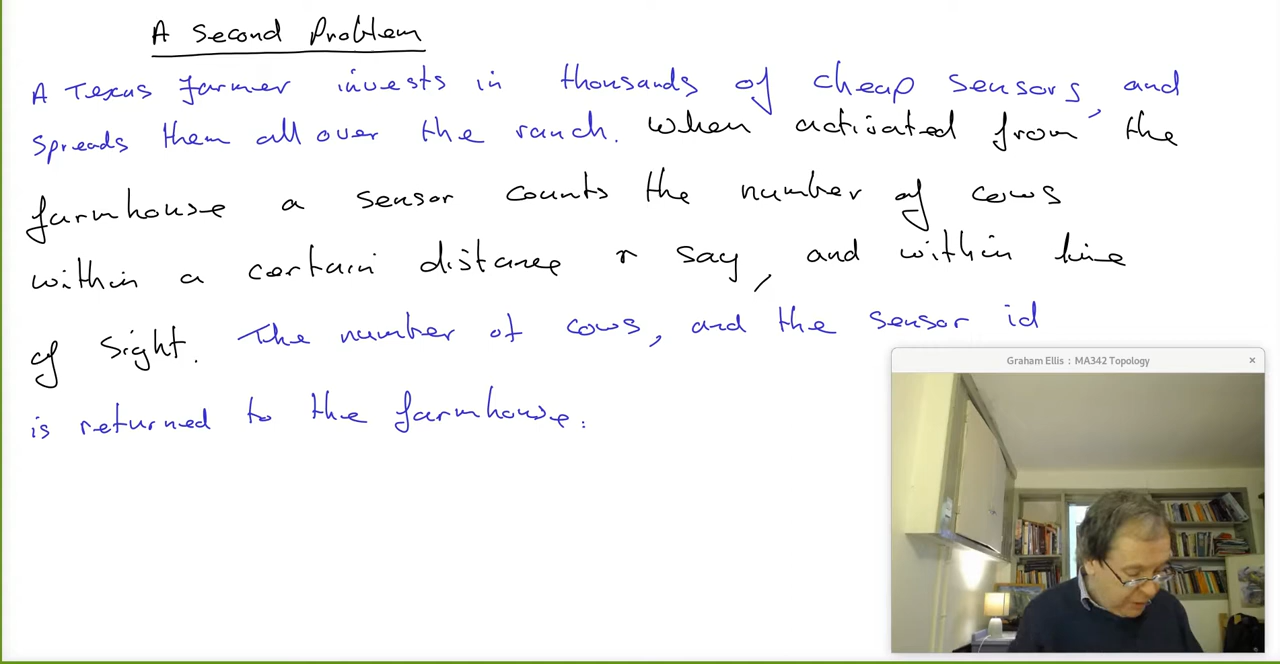 A Second Problem
A Texas farmer invests in thousands of cheap sensors, and
spreads them all over the ranch. When activated from the
farmhouse a sensor counts the number of cows
within a certain distance r say, and within line
of sight. The number of cows, and the sensor id
is returned to the farmhouse.
Graham Ellis : MA342 Topology